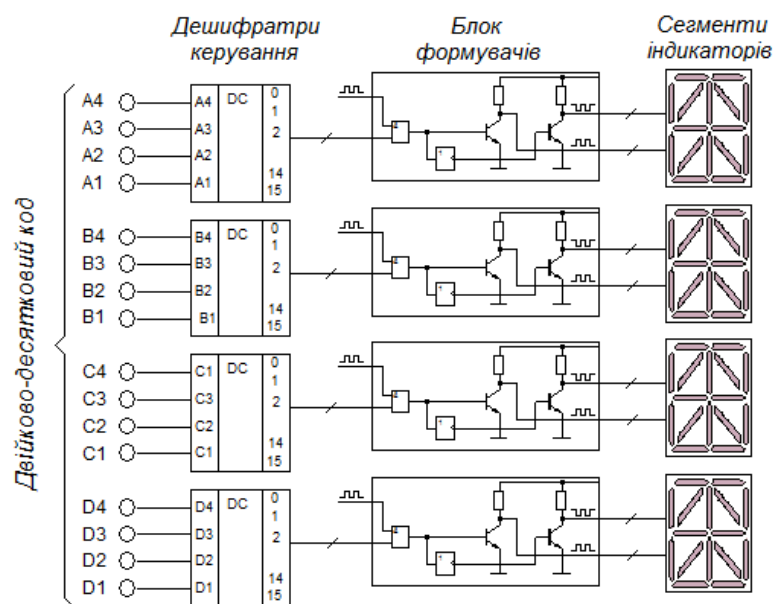 Дешифратри
керування
Блок
формувачів
Сегменти
індикаторів
Двійково-десятковий код
A4 A4 DC 0
1
A3 A3 2
A2 A2
A1 A1 14
15
B4 B4 DC 0
1
B3 B3 2
B2 B2
B1 B1 14
15
C4 C1 DC 0
1
C3 C3 2
C2 C2
C1 C1 14
15
D4 D4 DC 0
1
D3 D3 2
D2 D2
D1 D1 14
15